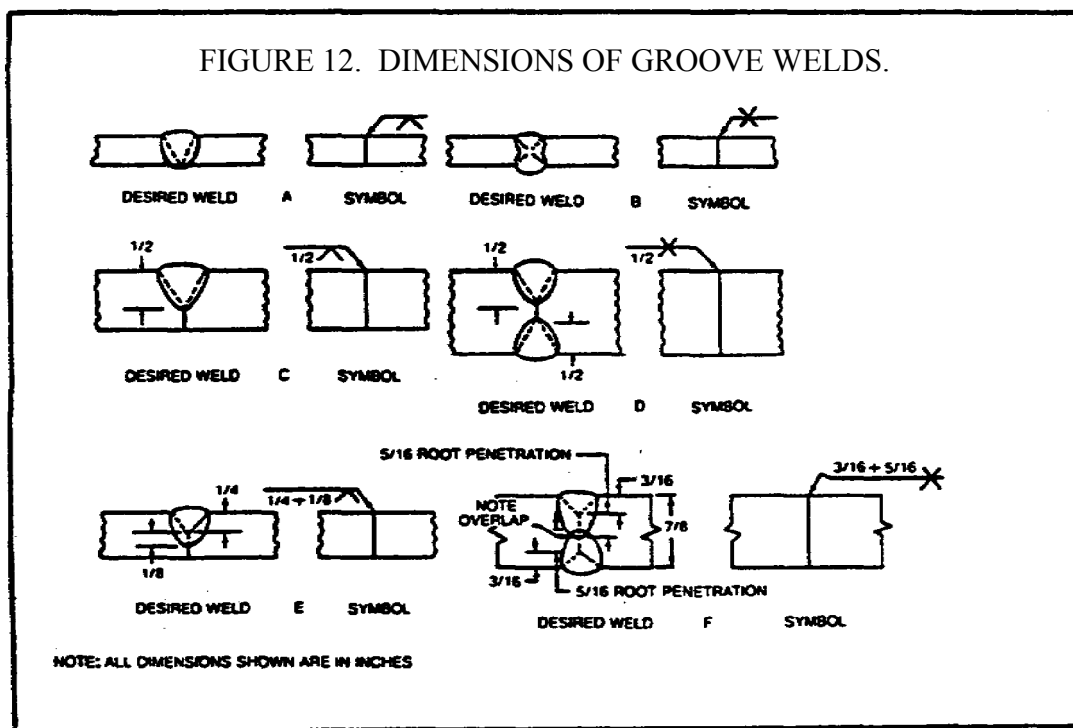 FIGURE 12. DIMENSIONS OF GROOVE WELDS.
DESIRED WELD A SYMBOL
DESIRED WELD B SYMBOL
1/2
1/2
DESIRED WELD C SYMBOL
1/2
1/2
1/2
DESIRED WELD D SYMBOL
1/4
1/4 + 1/8
1/8
DESIRED WELD E SYMBOL
5/16 ROOT PENETRATION
3/16
NOTE
OVERLAP
7/8
3/16
5/16 ROOT PENETRATION
3/16 + 5/16
DESIRED WELD F SYMBOL
NOTE: ALL DIMENSIONS SHOWN ARE IN INCHES